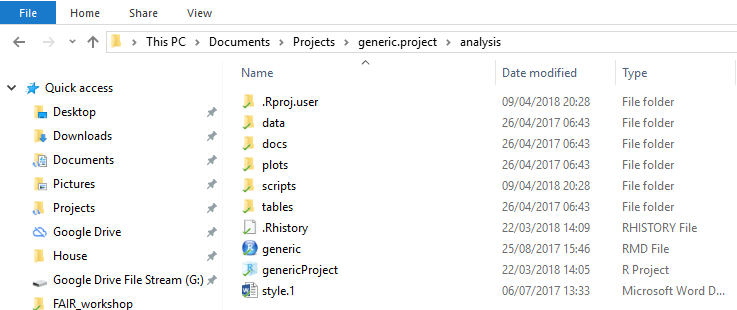 File Home Share View
This PC > Documents > Projects > generic.project > analysis
Name Date modified Type
Quick access
Desktop
Downloads
Documents
Pictures
Projects
Google Drive
House
Google Drive File Stream (G:)
FAIR_workshop
.Rproj.user 09/04/2018 20:28 File folder
data 26/04/2017 06:43 File folder
docs 26/04/2017 06:43 File folder
plots 26/04/2017 06:43 File folder
scripts 09/04/2018 20:28 File folder
tables 26/04/2017 06:43 File folder
.Rhistory 22/03/2018 14:09 RHISTORY File
generic 25/08/2017 15:46 RMD File
genericProject 22/03/2018 14:05 R Project
style.1 06/07/2017 13:33 Microsoft Word D...